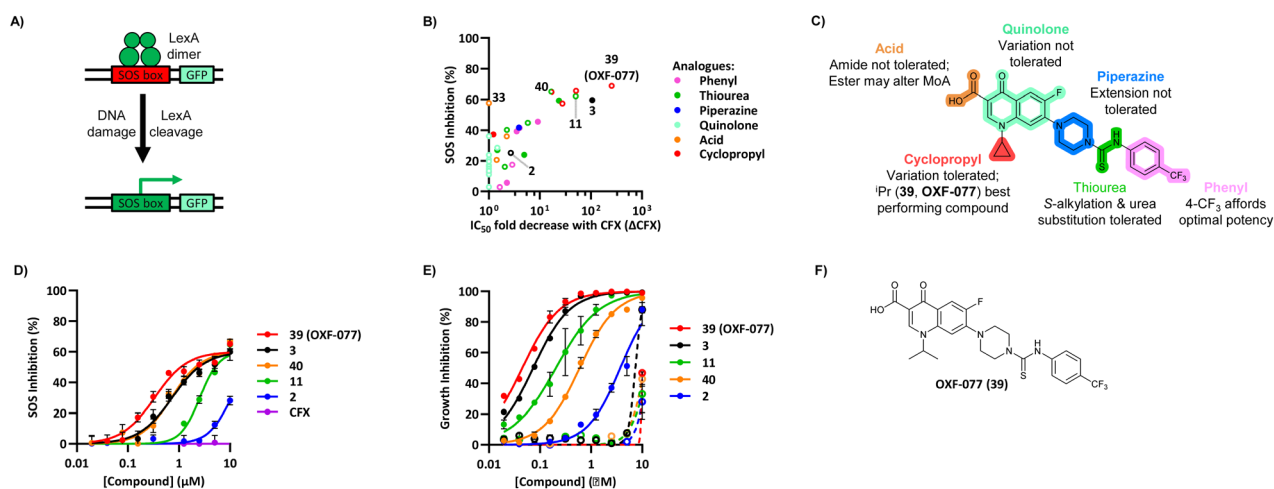 A)
LexA
dimer
SOS box
GFP
DNA
damage
LexA
cleavage
SOS box
GFP
B)
SOS Inhbition (%)
100
80
60
40
20
0
10⁰
10¹
10²
10³
IC₅₀ fold decrease with CFX (ΔCFX)
33
40
39
(OXF-077)
11
3
2
Analogues:
Phenyl
Thiourea
Piperazine
Quinolone
Acid
Cyclopropyl
C)
Quinolone
Variation not
tolerated
Acid
Amide not tolerated;
Ester may alter MoA
Piperazine
Extension not
tolerated
O
O
HO
F
N
N
N
H
N
S
CF₃
Cyclopropyl
Variation tolerated;
ⁱPr (39, OXF-077) best
performing compound
Thiourea
S-alkylation & urea
substitution tolerated
Phenyl
4-CF₃ affords
optimal potency
D)
SOS Inhibition (%)
100
80
60
40
20
0
0.01
0.1
1
10
[Compound] (μM)
39 (OXF-077)
3
40
11
2
CFX
E)
Growth Inhibition (%)
100
80
60
40
20
0
0.01
0.1
1
10
[Compound] (M)
39 (OXF-077)
3
11
40
2
F)
O
O
HO
F
N
N
N
H
N
S
CF₃
OXF-077 (39)